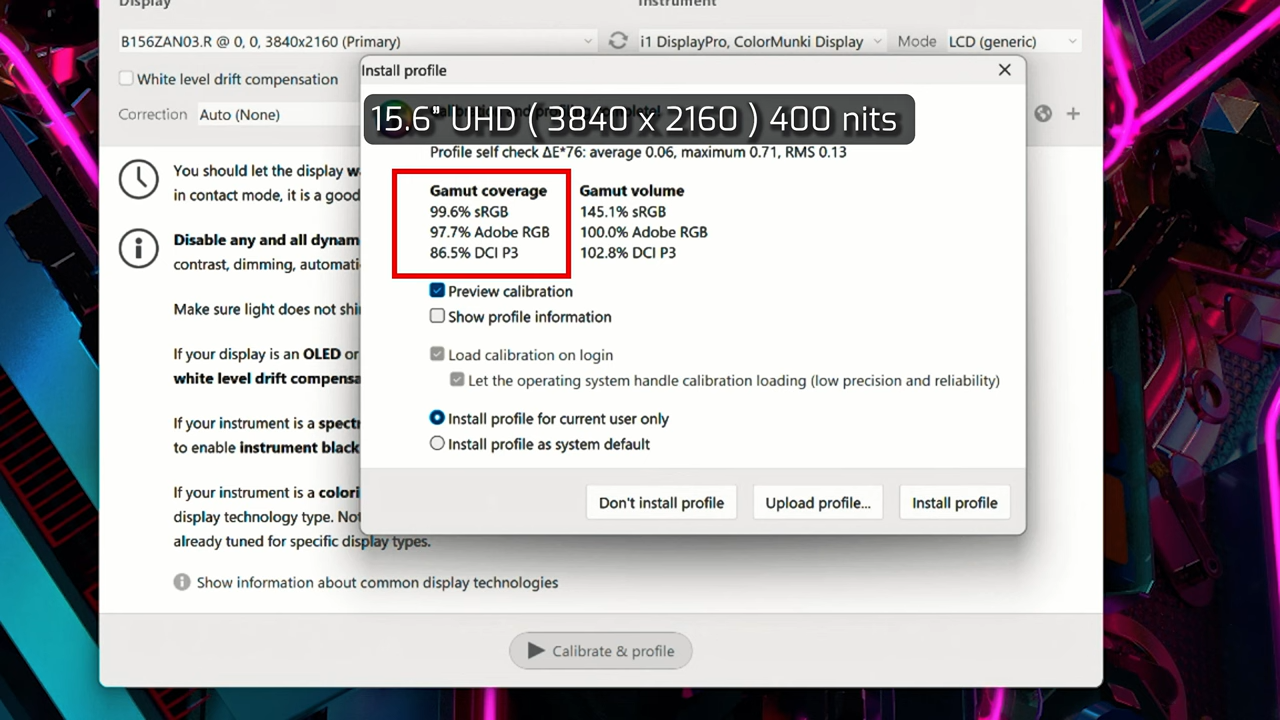 Display
Instrument
B156ZAN03.R @ 0, 0, 3840x2160 (Primary)
i1 DisplayPro, ColorMunki Display
Mode
LCD (generic)
White level drift compensation
Correction
Auto (None)
Install profile
15.6" UHD ( 3840 x 2160 ) 400 nits
Profile self check ΔE*76: average 0.06, maximum 0.71, RMS 0.13
Gamut coverage
99.6% sRGB
97.7% Adobe RGB
86.5% DCI P3
Gamut volume
145.1% sRGB
100.0% Adobe RGB
102.8% DCI P3
Preview calibration
Show profile information
Load calibration on login
Let the operating system handle calibration loading (low precision and reliability)
Install profile for current user only
Install profile as system default
Don't install profile
Upload profile...
Install profile
You should let the display
in contact mode, it is a good
Disable any and all
contrast, dimming,
Make sure light does not
If your display is an OLED or
white level drift
If your instrument is a
to enable instrument black
If your instrument is a
display technology type.
already tuned for specific display types.
Show information about common display technologies
Calibrate & profile